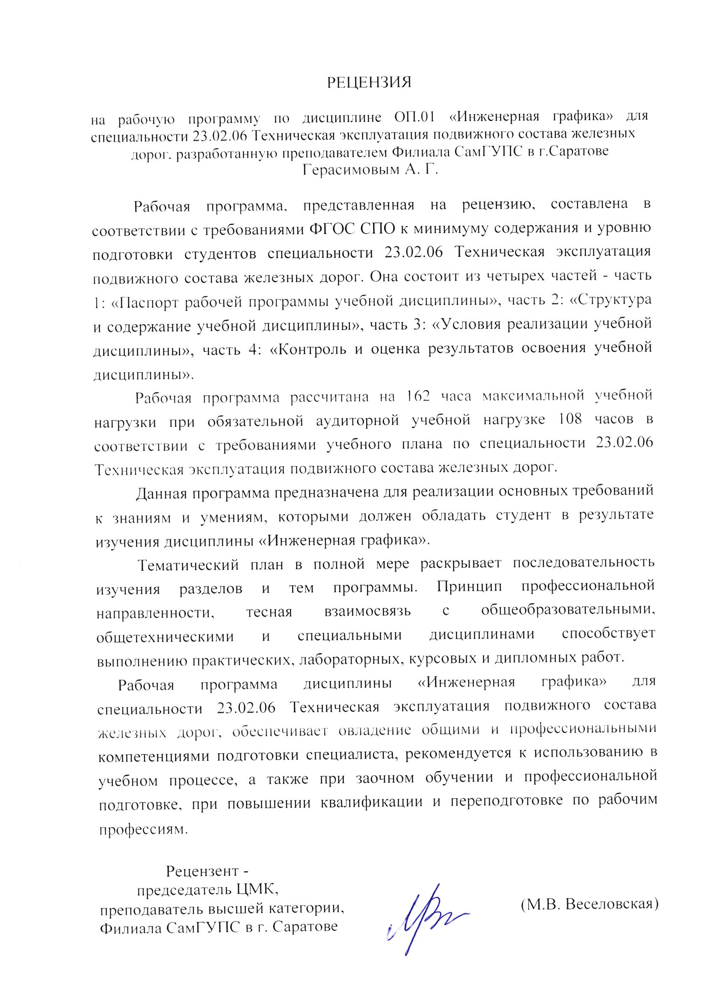 РЕЦЕНЗИЯ
на рабочую программу по дисциплине ОП.01 «Инженерная графика» для
специальности 23.02.06 Техническая эксплуатация подвижного состава железных
дорог, разработанную преподавателем Филиала СамГУПС в г.Саратове
Герасимовым А. Г.
Рабочая программа, представленная на рецензию, составлена в
соответствии с требованиями ФГОС СПО к минимуму содержания и уровню
подготовки студентов специальности 23.02.06 Техническая эксплуатация
подвижного состава железных дорог. Она состоит из четырех частей - часть
1: «Паспорт рабочей программы учебной дисциплины», часть 2: «Структура
и содержание учебной дисциплины», часть 3: «Условия реализации учебной
дисциплины», часть 4: «Контроль и оценка результатов освоения учебной
дисциплины».
Рабочая программа рассчитана на 162 часа максимальной учебной
нагрузки при обязательной аудиторной учебной нагрузке 108 часов в
соответствии с требованиями учебного плана по специальности 23.02.06
Техническая эксплуатация подвижного состава железных дорог.
Данная программа предназначена для реализации основных требований
к знаниям и умениям, которыми должен обладать студент в результате
изучения дисциплины «Инженерная графика».
Тематический план в полной мере раскрывает последовательность
изучения разделов и тем программы. Принцип профессиональной
направленности, тесная взаимосвязь с общеобразовательными,
общетехническими и специальными дисциплинами способствует
выполнению практических, лабораторных, курсовых и дипломных работ.
Рабочая программа дисциплины «Инженерная графика» для
специальности 23.02.06 Техническая эксплуатация подвижного состава
железных дорог, обеспечивает овладение общими и профессиональными
компетенциями подготовки специалиста, рекомендуется к использованию в
учебном процессе, а также при заочном обучении и профессиональной
подготовке, при повышении квалификации и переподготовке по рабочим
профессиям.
Рецензент -
председатель ЦМК,
преподаватель высшей категории,
Филиала СамГУПС в г. Саратове
(М.В. Веселовская)